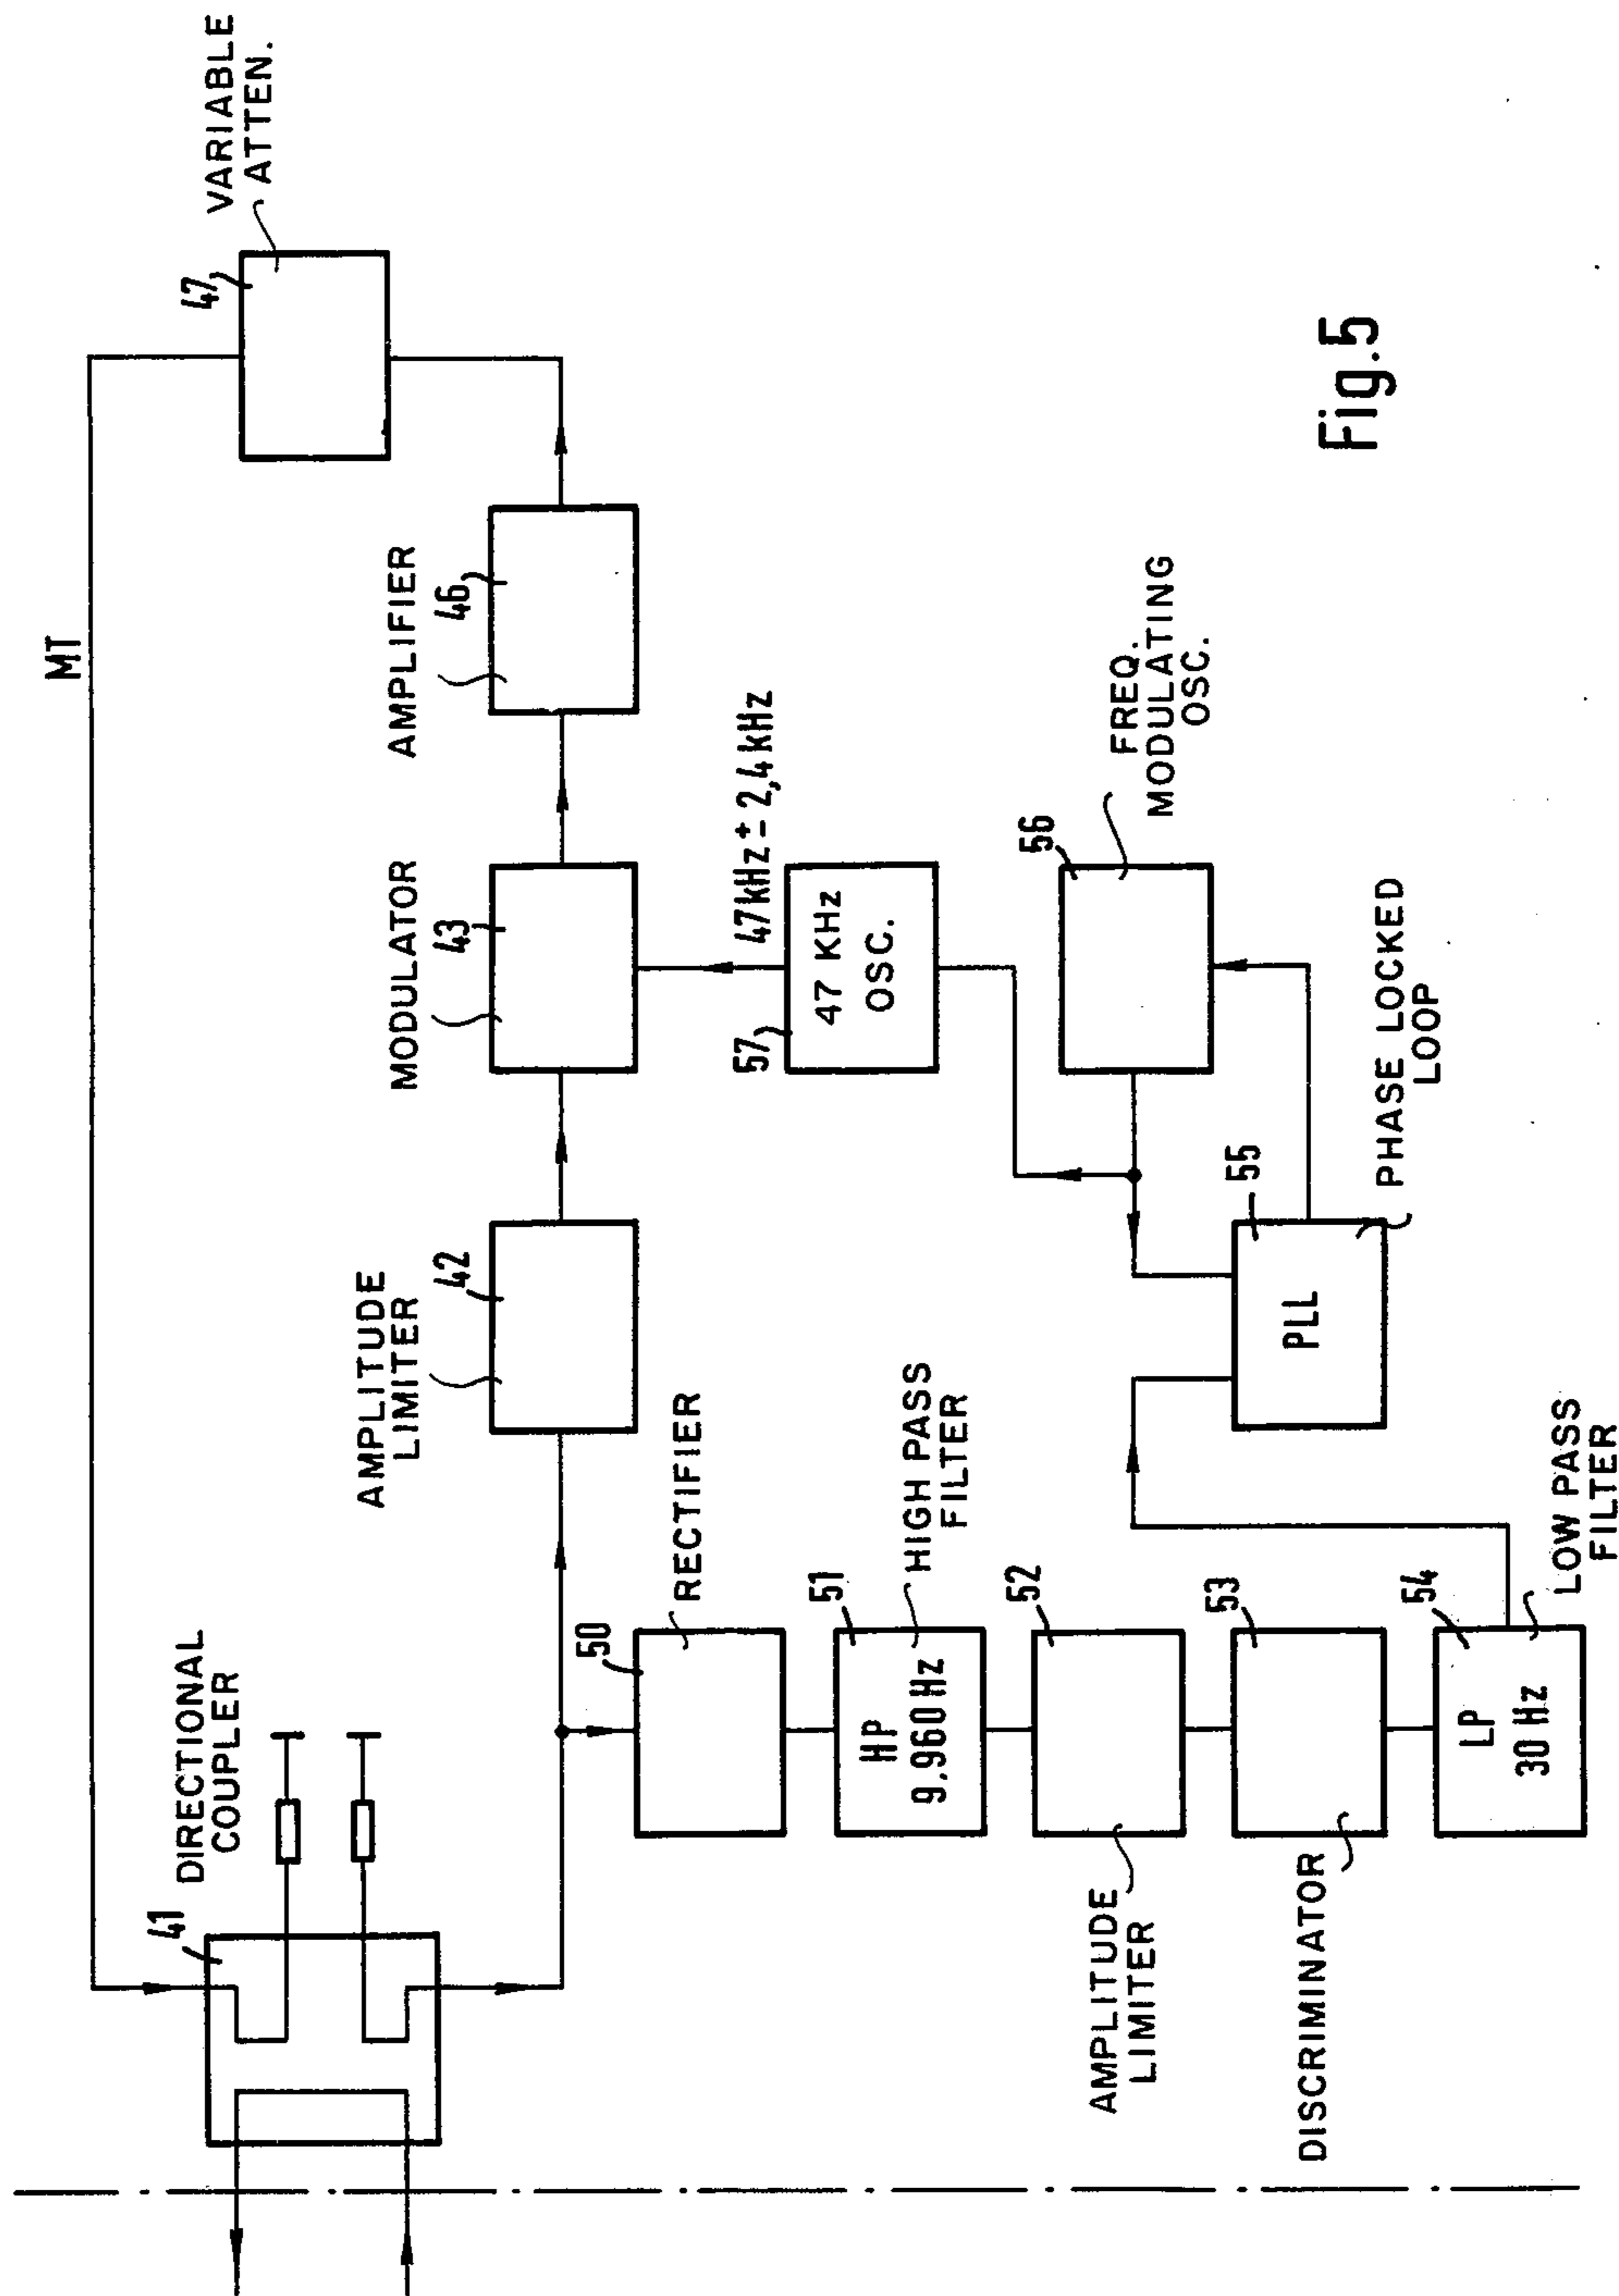 MT
VARIABLE
ATTEN.
47
AMPLIFIER
46
MODULATOR
43
AMPLITUDE
LIMITER
42
DIRECTIONAL
COUPLER
41
47kHz ± 2,4 kHz
57
47 KHz
OSC.
RECTIFIER
50
FREQ.
MODULATING
OSC.
56
51
HP
9.960 Hz
HIGH PASS
FILTER
55
PLL
PHASE LOCKED
LOOP
52
AMPLITUDE
LIMITER
53
DISCRIMINATOR
54
LP
30 Hz
LOW PASS
FILTER
Fig.5